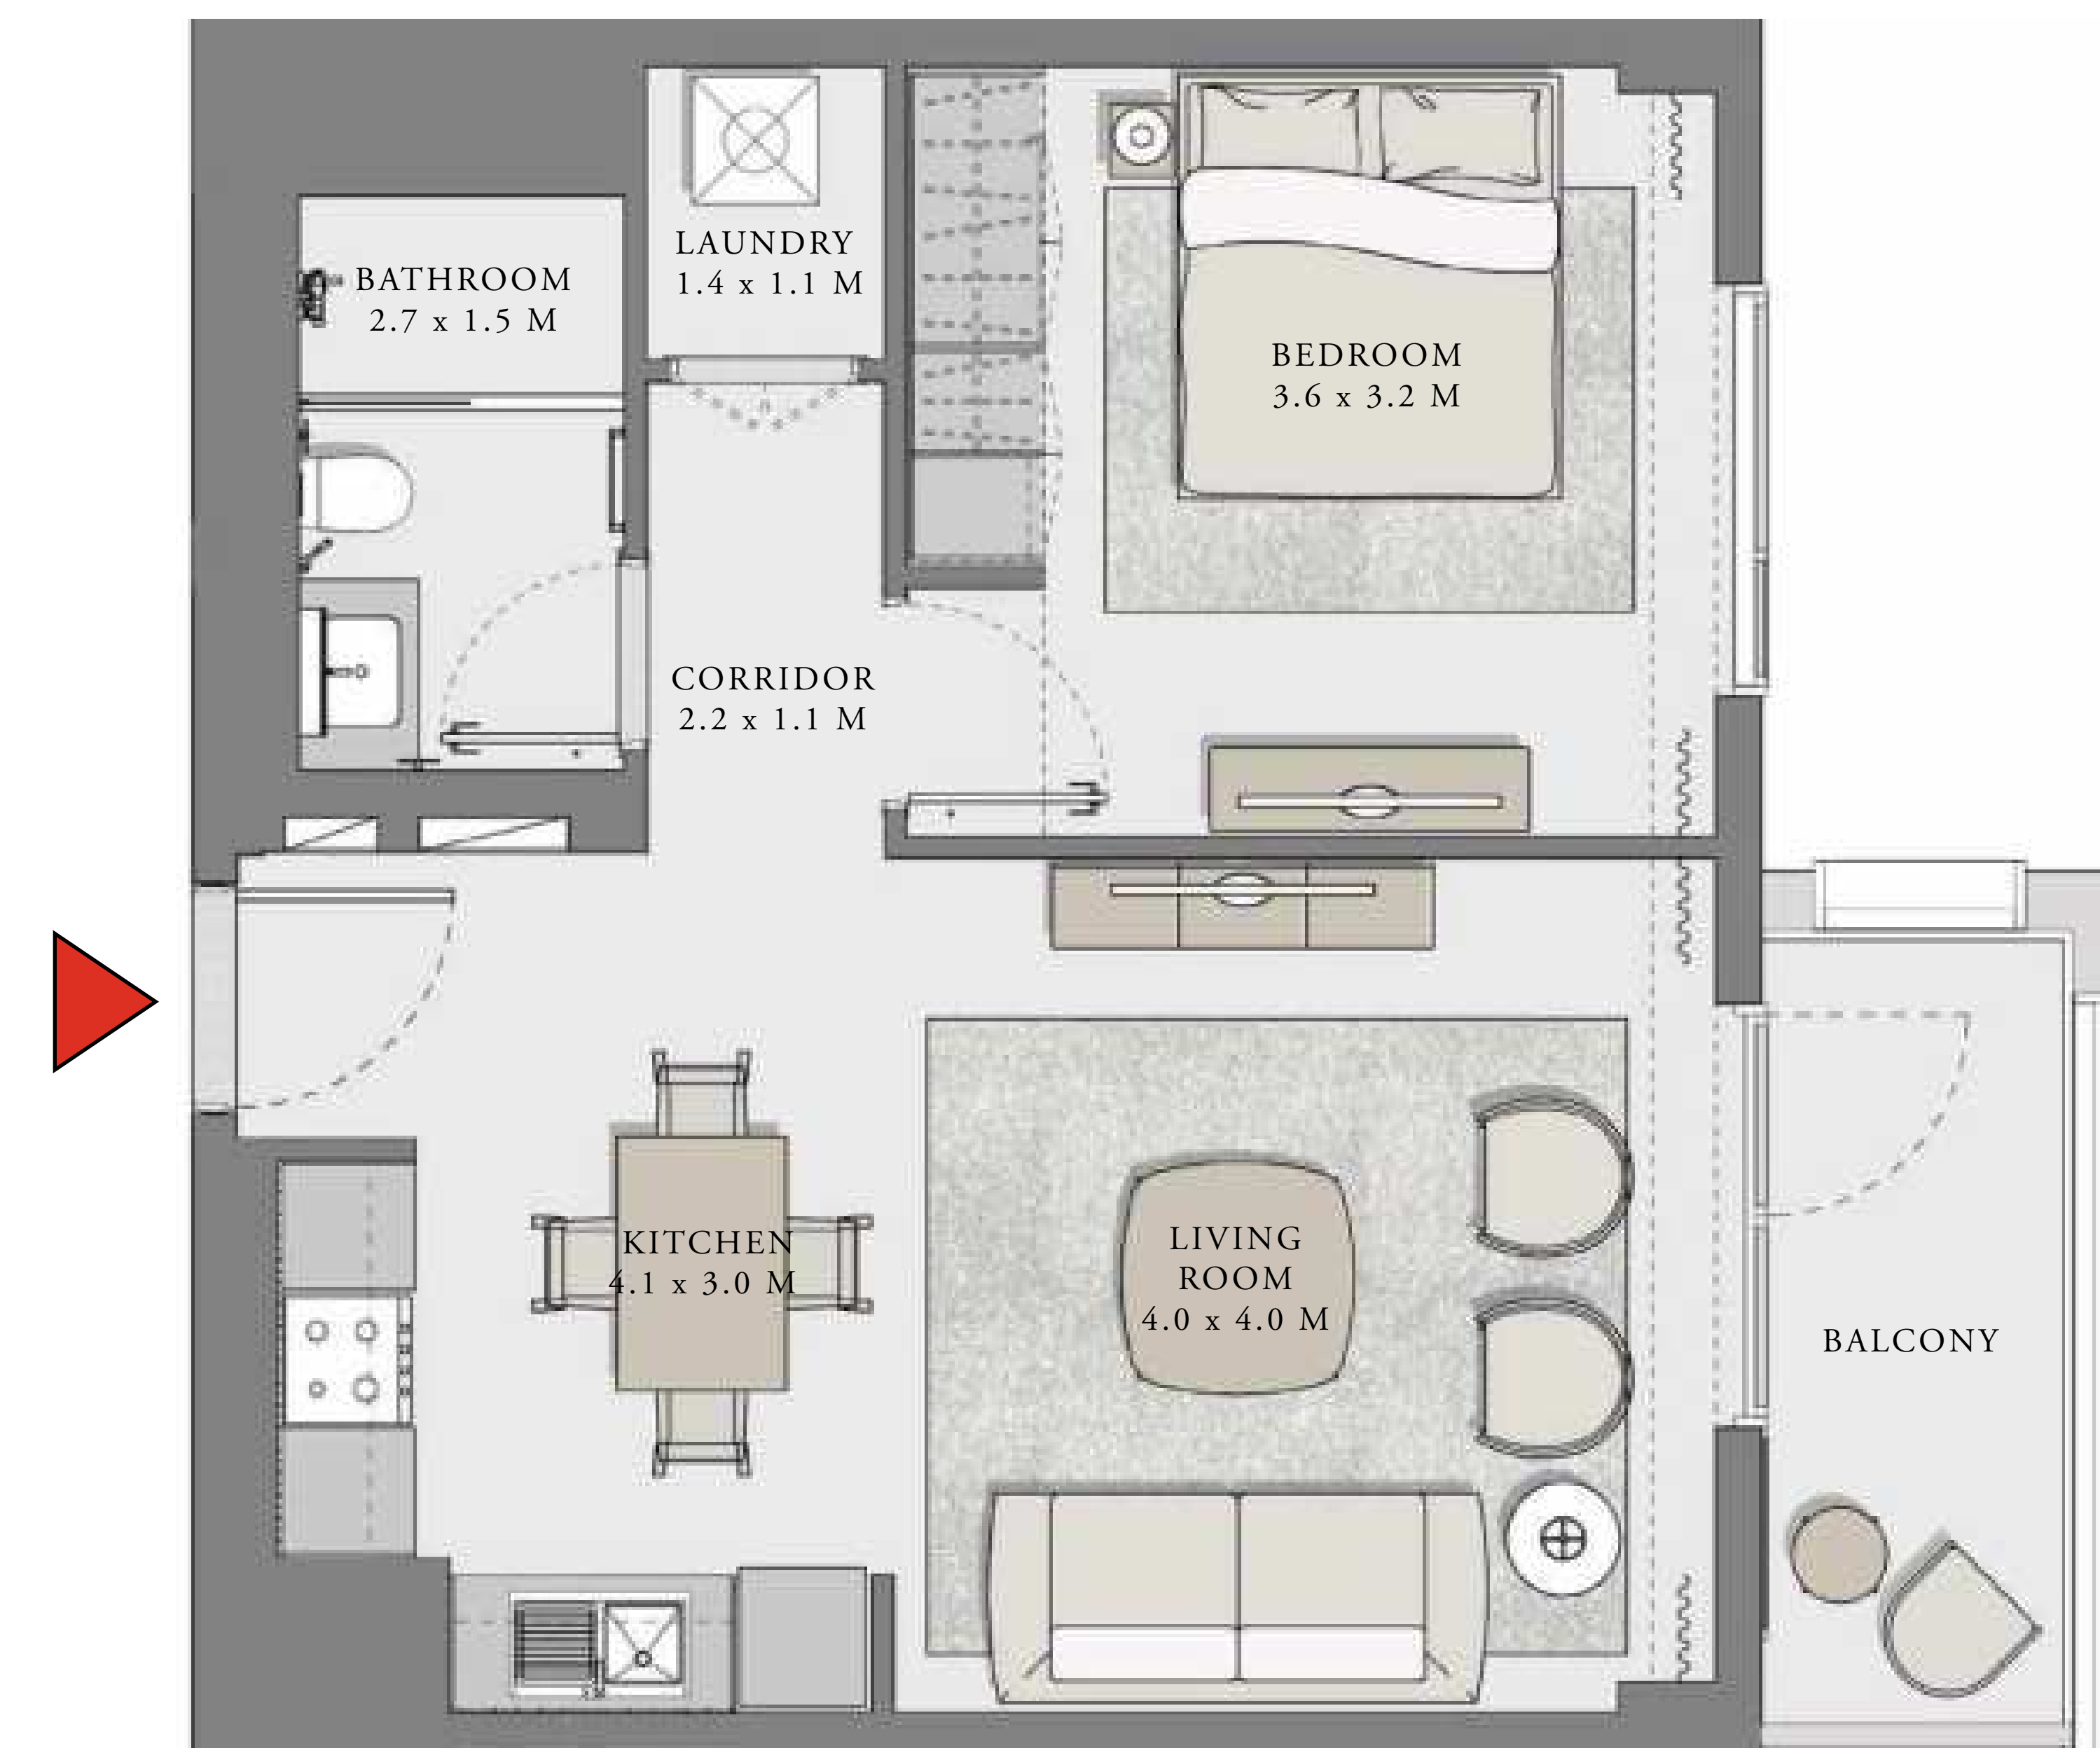 LAUNDRY
1.4 x 1.1 M
BATHROOM
2.7 x 1.5 M
BEDROOM
3.6 x 3.2 M
CORRIDOR
2.2 x 1.1 M
KITCHEN
4.1 x 3.0 M
LIVING
ROOM
4.0 x 4.0 M
BALCONY